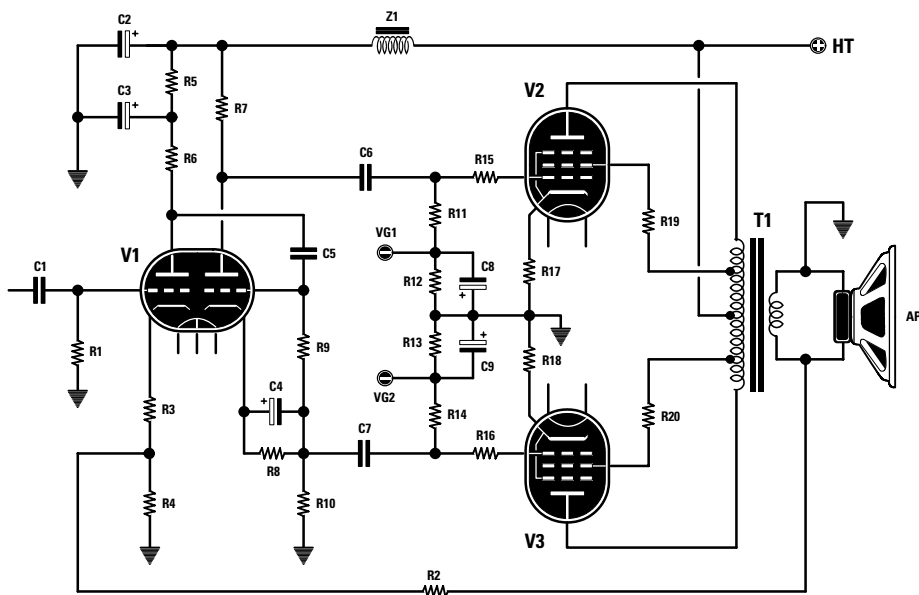 Z1
C2
+
HT
R5
V2
C3
+
R7
R6
C6
R15
R19
T1
R11
VG1
V1
C5
C8
R17
C1
R12
+
AP
R13
+
R9
C9
R18
R1
VG2
C4
+
R3
R14
R20
C7
R16
R8
R4
R10
V3
R2